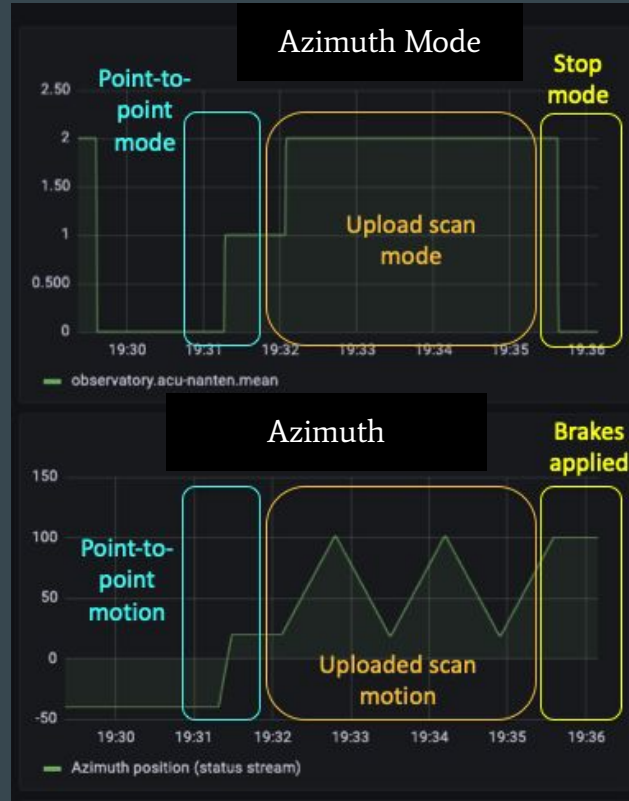 Azimuth Mode
Point-to-
point
mode
Stop
mode
2.50
2
1.50
1
0.500
0
Upload scan
mode
19:30 19:31 19:32 19:33 19:34 19:35 19:36
observatory.acu-nanten.mean
Azimuth
Brakes
applied
150
100
50
0
-50
Point-to-
point
motion
Uploaded scan
motion
19:30 19:31 19:32 19:33 19:34 19:35 19:36
Azimuth position (status stream)